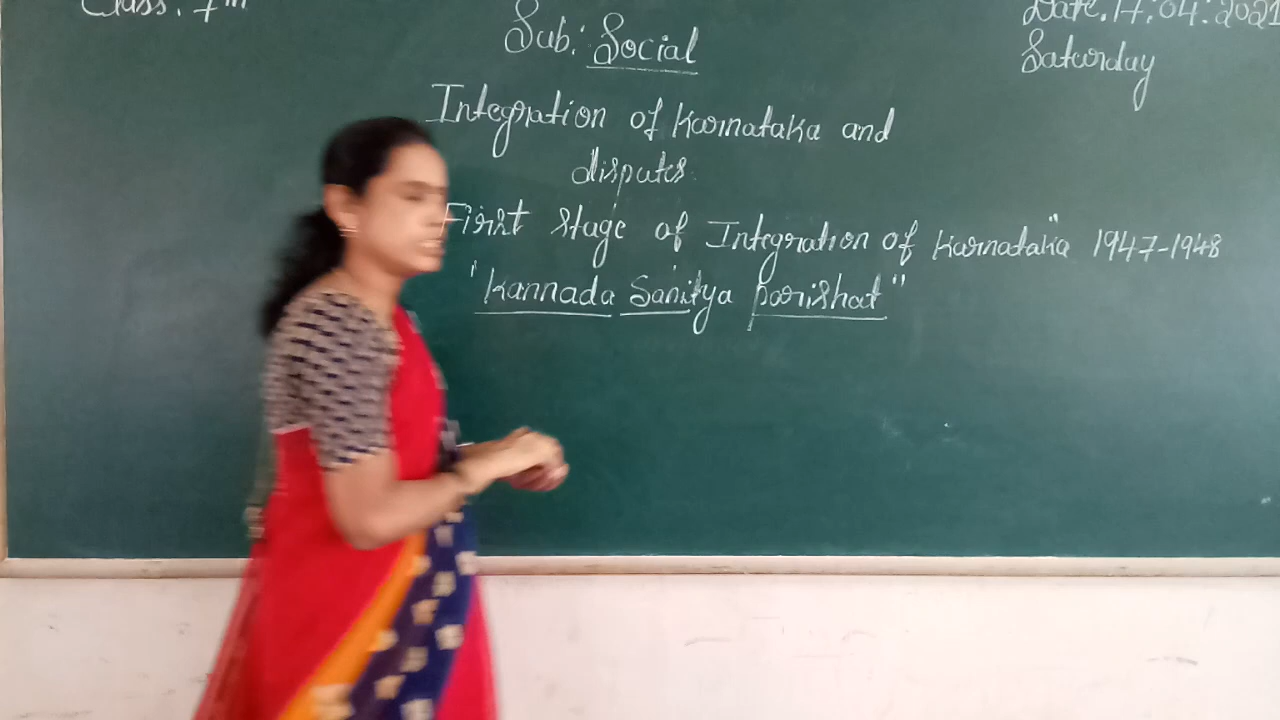 Class: 7th
Date. 17:04:2021
Sub: Social
Saturday
Integration of Karnataka and
disputes.
First stage of Integration of Karnataka" 1947-1948
"Kannada Sahitya parishat"